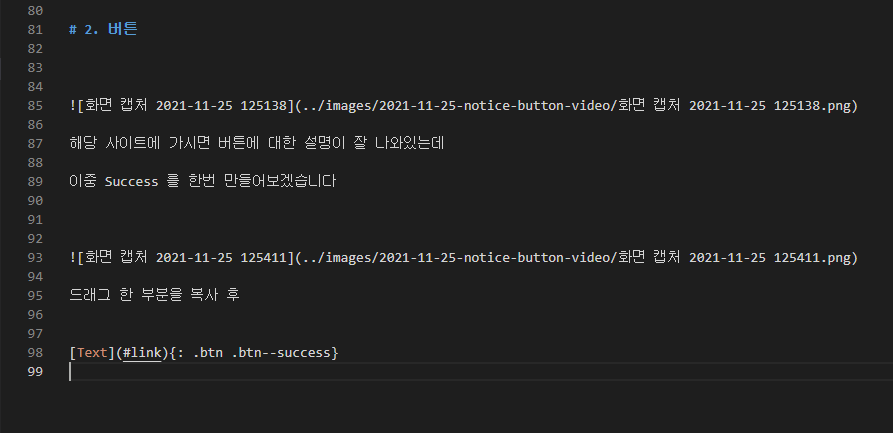 80
81 # 2. 버튼
82
83
84
85 ![화면 캡처 2021-11-25 125138](../images/2021-11-25-notice-button-video/화면 캡처 2021-11-25 125138.png)
86
87 해당 사이트에 가시면 버튼에 대한 설명이 잘 나와있는데
88
89 이중 Success 를 한번 만들어보겠습니다
90
91
92
93 ![화면 캡처 2021-11-25 125411](../images/2021-11-25-notice-button-video/화면 캡처 2021-11-25 125411.png)
94
95 드래그 한 부분을 복사 후
96
97
98 [Text](#link){: .btn .btn--success}
99